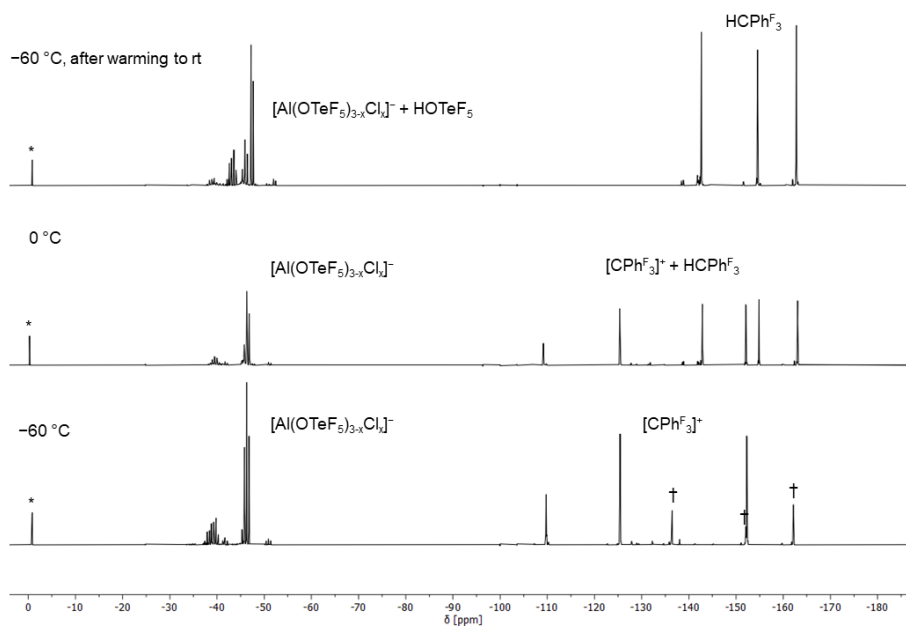 HCPhᶠ₃
−60 °C, after warming to rt
[Al(OTeF₅)₃₋ₓClₓ]⁻ + HOTeF₅
*
0 °C
[Al(OTeF₅)₃₋ₓClₓ]⁻
[CPhᶠ₃]⁺ + HCPhᶠ₃
*
−60 °C
[Al(OTeF₅)₃₋ₓClₓ]⁻
[CPhᶠ₃]⁺
*
† † †
0 -10 -20 -30 -40 -50 -60 -70 -80 -90 -100 -110 -120 -130 -140 -150 -160 -170 -180
δ [ppm]